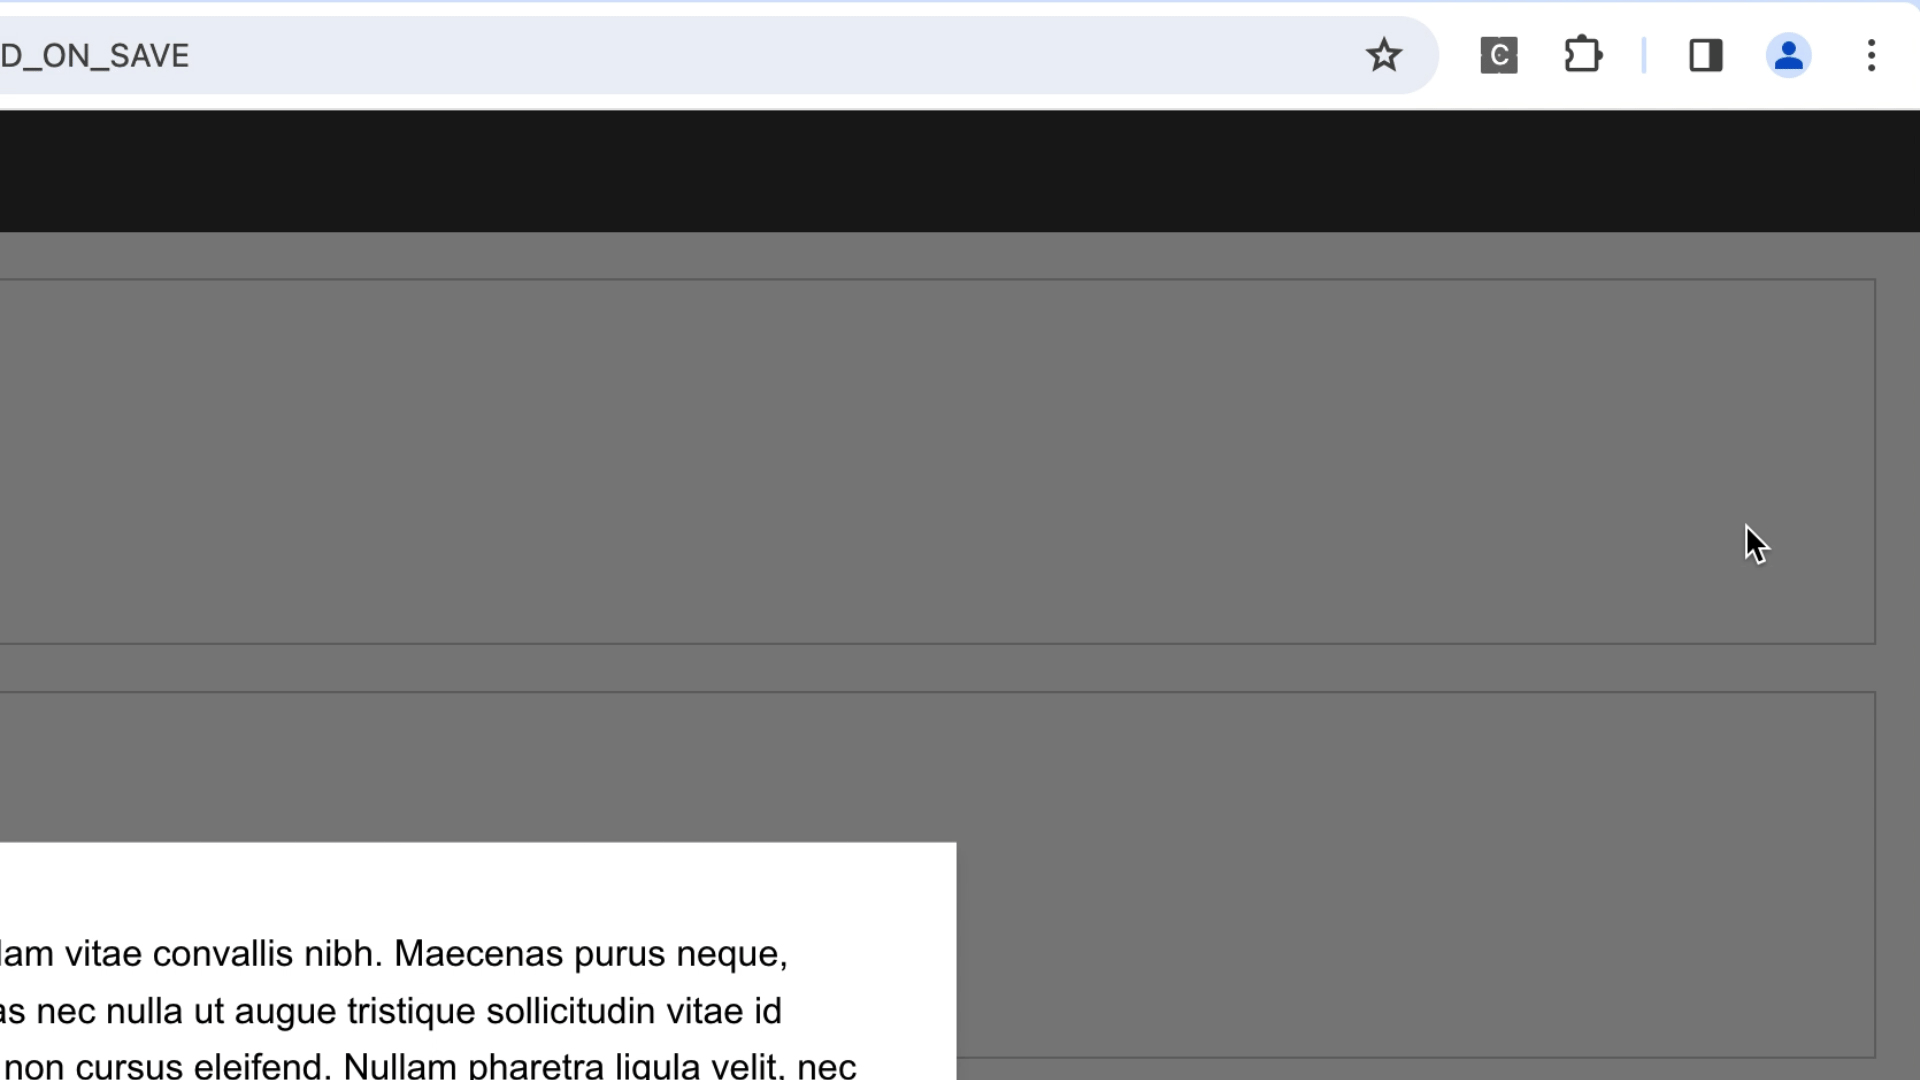 D_ON_SAVE
C
lam vitae convallis nibh. Maecenas purus neque,
as nec nulla ut augue tristique sollicitudin vitae id
non cursus eleifend. Nullam pharetra ligula velit, nec